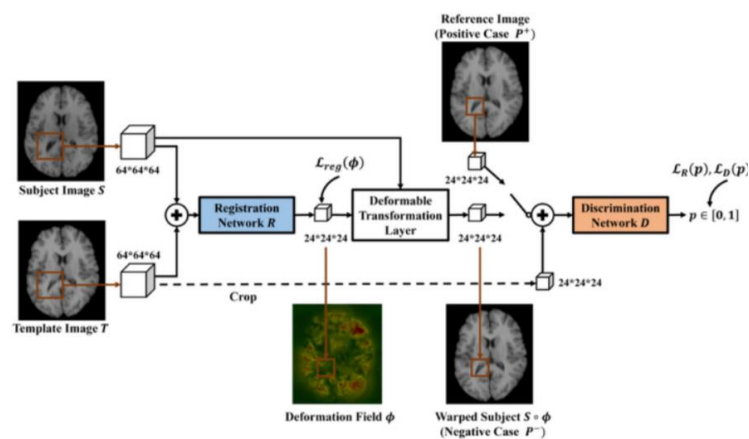 Reference Image
(Positive Case P⁺)
64*64*64
Subject Image S
ℒreg(ϕ)
24*24*24
ℒR(p), ℒD(p)
Registration
Network R
Deformable
Transformation
Layer
Discrimination
Network D
p ∈ [0, 1]
64*64*64
24*24*24
24*24*24
Crop
24*24*24
Template Image T
Deformation Field ϕ
Warped Subject S ∘ ϕ
(Negative Case P⁻)